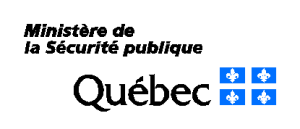 Ministère de
la Sécurité publique
Québec